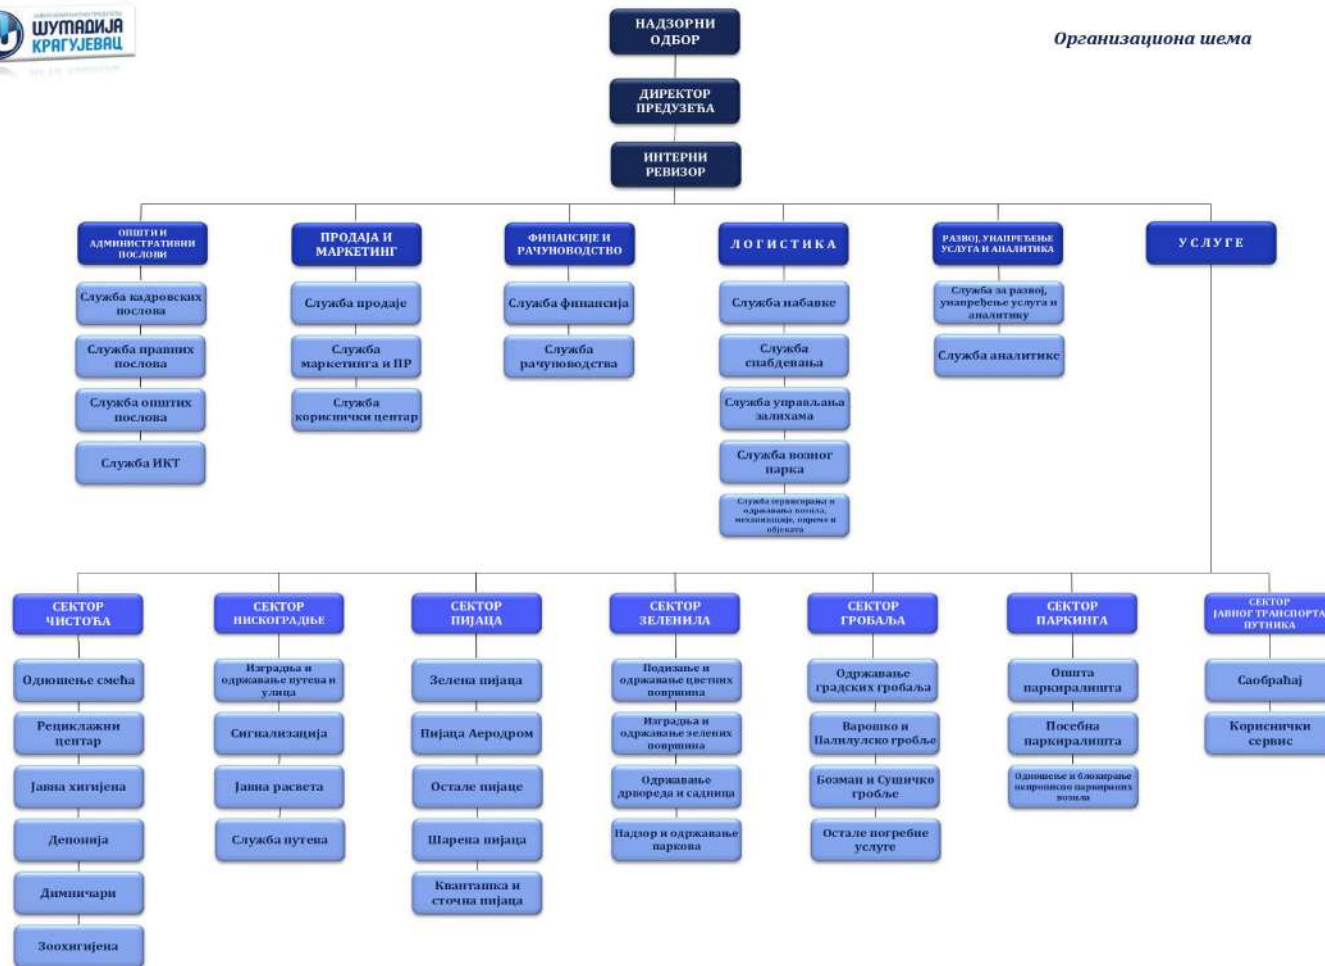 ШУМАДИЈА
КРАГУЈЕВАЦ
Организациона шема
НАДЗОРНИ
ОДБОР
ДИРЕКТОР
ПРЕДУЗЕЋА
ИНТЕРНИ
РЕВИЗОР
ОПШТИ И
АДМИНИСТРАТИВНИ
ПОСЛОВИ
Служба кадровских
послова
Служба правних
послова
Служба општих
послова
Служба ИКТ
ПРОДАЈА И
МАРКЕТИНГ
Служба продаје
Служба
маркетинга и ПР
Служба
кориснички центар
ФИНАНСИЈЕ И
РАЧУНОВОДСТВО
Служба финансија
Служба
рачуноводства
ЛОГИСТИКА
Служба набавке
Служба
снабдевања
Служба управљања
залихама
Служба возног
парка
Служба сервисирања и
одржавања возила,
механизације, опреме и
објеката
РАЗВОЈ, УНАПРЕЂЕЊЕ
УСЛУГА И АНАЛИТИКА
Служба за развој,
унапређење услуга и
аналитику
Служба аналитике
УСЛУГЕ
СЕКТОР
ЧИСТОЋА
Одношење смећа
Рециклажни
центар
Јавна хигијена
Депонија
Димничари
Зоохигијена
СЕКТОР
НИСКОГРАДЊЕ
Изградња и
одржавање путева и
улица
Сигнализација
Јавна расвета
Служба путева
СЕКТОР
ПИЈАЦА
Зелена пијаца
Пијаца Аеродром
Остале пијаце
Шарена пијаца
Кванташка и
сточна пијаца
СЕКТОР
ЗЕЛЕНИЛА
Подизање и
одржавање цветних
површина
Изградња и
одржавање зелених
површина
Одржавање
дрвореда и садница
Надзор и одржавање
паркова
СЕКТОР
ГРОБАЉА
Одржавање
градских гробаља
Варошко и
Палилулско гробље
Бозман и Сушичко
гробље
Остале погребне
услуге
СЕКТОР
ПАРКИНГА
Општа
паркиралишта
Посебна
паркиралишта
Одношење и блокирање
непрописно паркираних
возила
СЕКТОР
ЈАВНОГ ТРАНСПОРТА
ПУТНИКА
Саобраћај
Кориснички
сервис